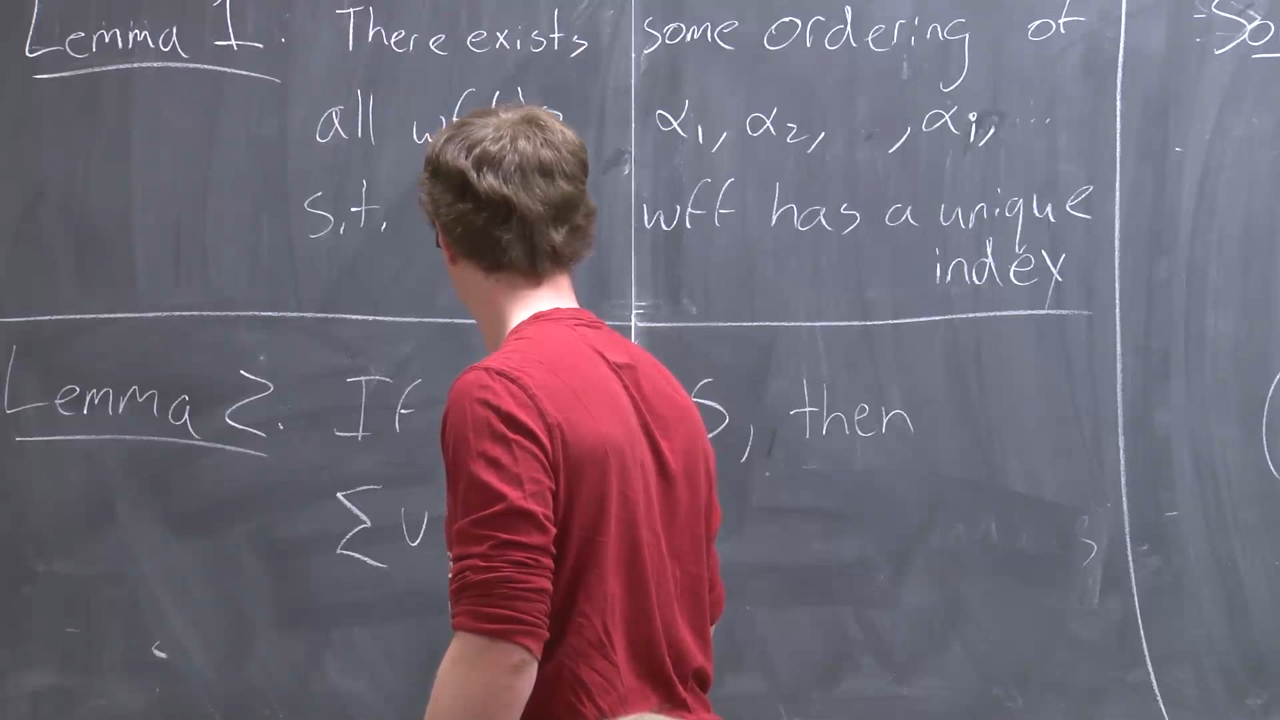 Lemma 1. There exists some ordering of
all wff's α₁, α₂, , αᵢ, ...
s.t. wff has a unique
index
Lemma 2. If S, then
Σ ∪
So